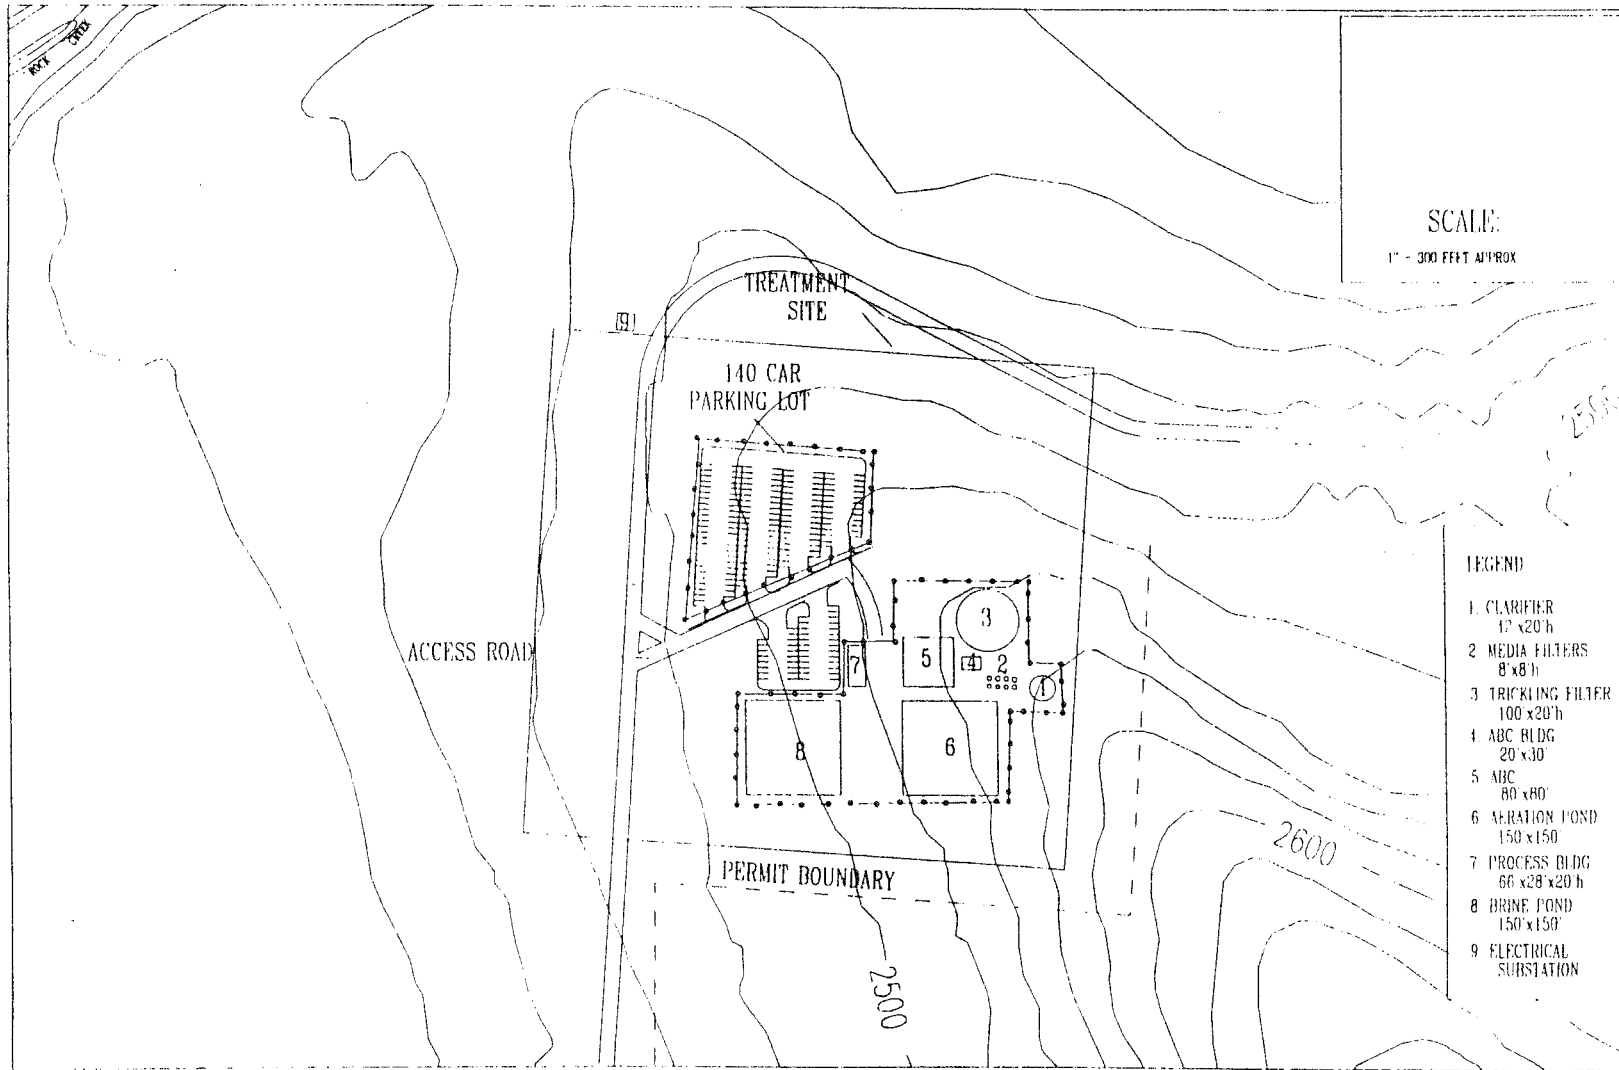 ROCK CREEK
SCALE:
1" - 300 FEET APPROX
TREATMENT
SITE
9
140 CAR
PARKING LOT
ACCESS ROAD
3
5
4
2
7
1
8
6
PERMIT BOUNDARY
2500
2600
LEGEND
1. CLARIFIER
12'x20'h
2 MEDIA FILTERS
8'x8'h
3 TRICKLING FILTER
100'x20'h
4. ABC BLDG
20'x30'
5 ABC
80'x80'
6 AERATION POND
150'x150'
7 PROCESS BLDG
66'x28'x20'h
8 BRINE POND
150'x150'
9 ELECTRICAL
SUBSTATION